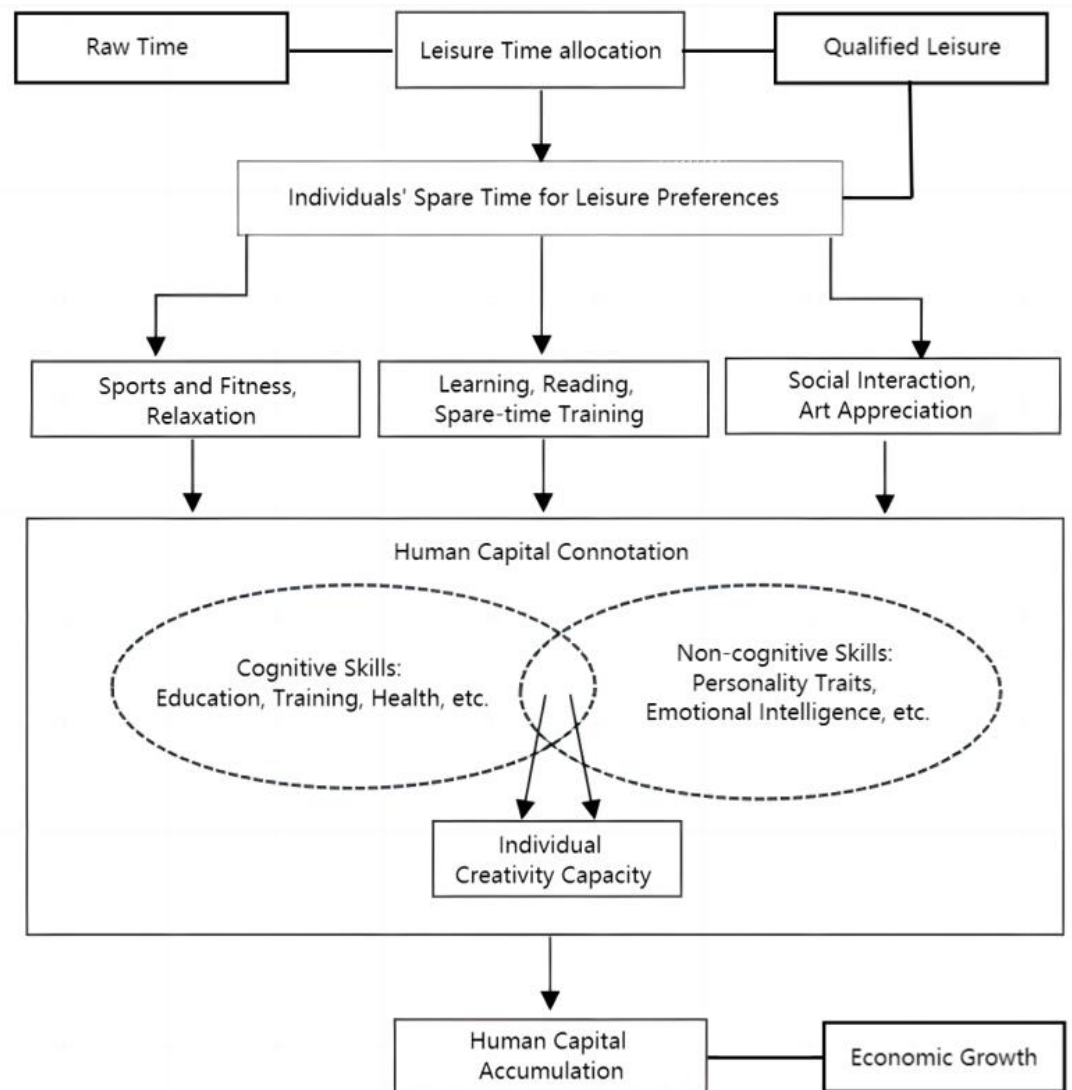 Raw Time
Leisure Time allocation
Qualified Leisure
Individuals' Spare Time for Leisure Preferences
Sports and Fitness,
Relaxation
Learning, Reading,
Spare-time Training
Social Interaction,
Art Appreciation
Human Capital Connotation
Cognitive Skills:
Education, Training, Health, etc.
Non-cognitive Skills:
Personality Traits,
Emotional Intelligence, etc.
Individual
Creativity Capacity
Human Capital
Accumulation
Economic Growth